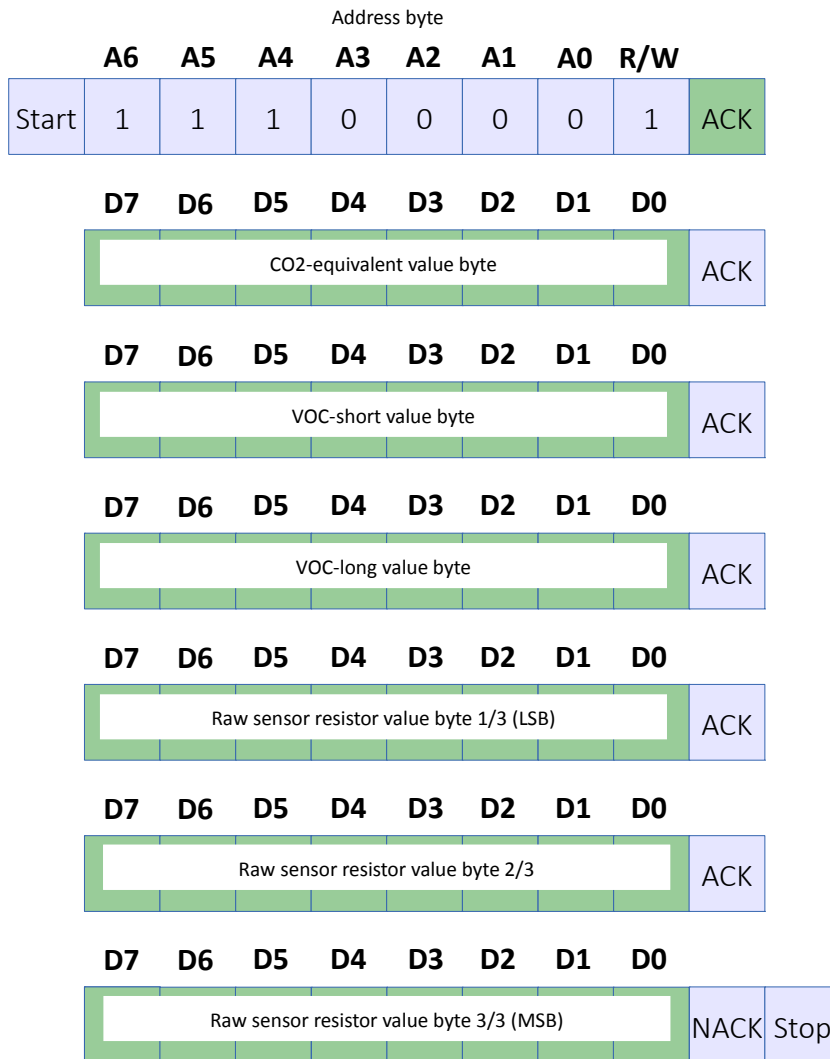 Address byte
A6 A5 A4 A3 A2 A1 A0 R/W
Start 1 1 1 0 0 0 0 1 ACK
D7 D6 D5 D4 D3 D2 D1 D0
CO2-equivalent value byte ACK
D7 D6 D5 D4 D3 D2 D1 D0
VOC-short value byte ACK
D7 D6 D5 D4 D3 D2 D1 D0
VOC-long value byte ACK
D7 D6 D5 D4 D3 D2 D1 D0
Raw sensor resistor value byte 1/3 (LSB) ACK
D7 D6 D5 D4 D3 D2 D1 D0
Raw sensor resistor value byte 2/3 ACK
D7 D6 D5 D4 D3 D2 D1 D0
Raw sensor resistor value byte 3/3 (MSB) NACK Stop